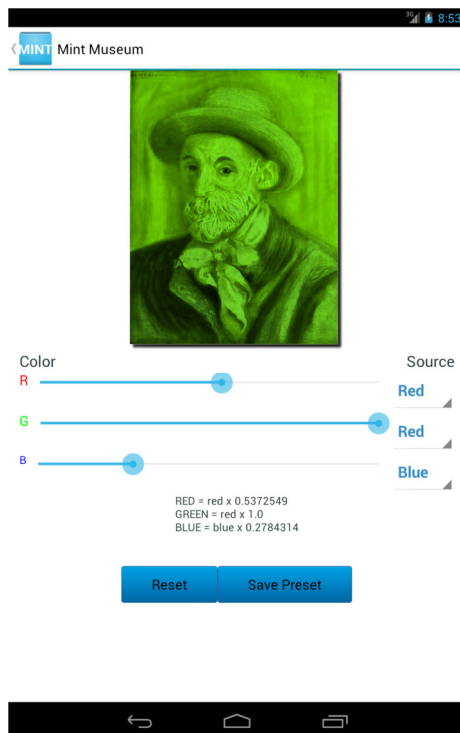 3G 8:53
MINT Mint Museum
Color Source
R Red
G Red
B Blue
RED = red x 0.5372549
GREEN = red x 1.0
BLUE = blue x 0.2784314
Reset Save Preset